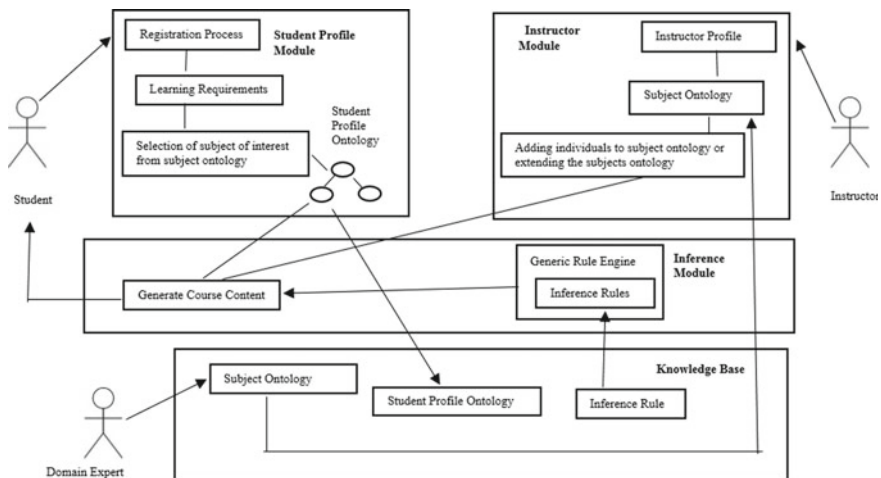 Registration Process
Student Profile
Module
Learning Requirements
Selection of subject of interest
from subject ontology
Student
Profile
Ontology
Instructor
Module
Instructor Profile
Subject Ontology
Adding individuals to subject ontology or
extending the subjects ontology
Student
Instructor
Generate Course Content
Generic Rule Engine
Inference Rules
Inference
Module
Subject Ontology
Student Profile Ontology
Inference Rule
Knowledge Base
Domain Expert